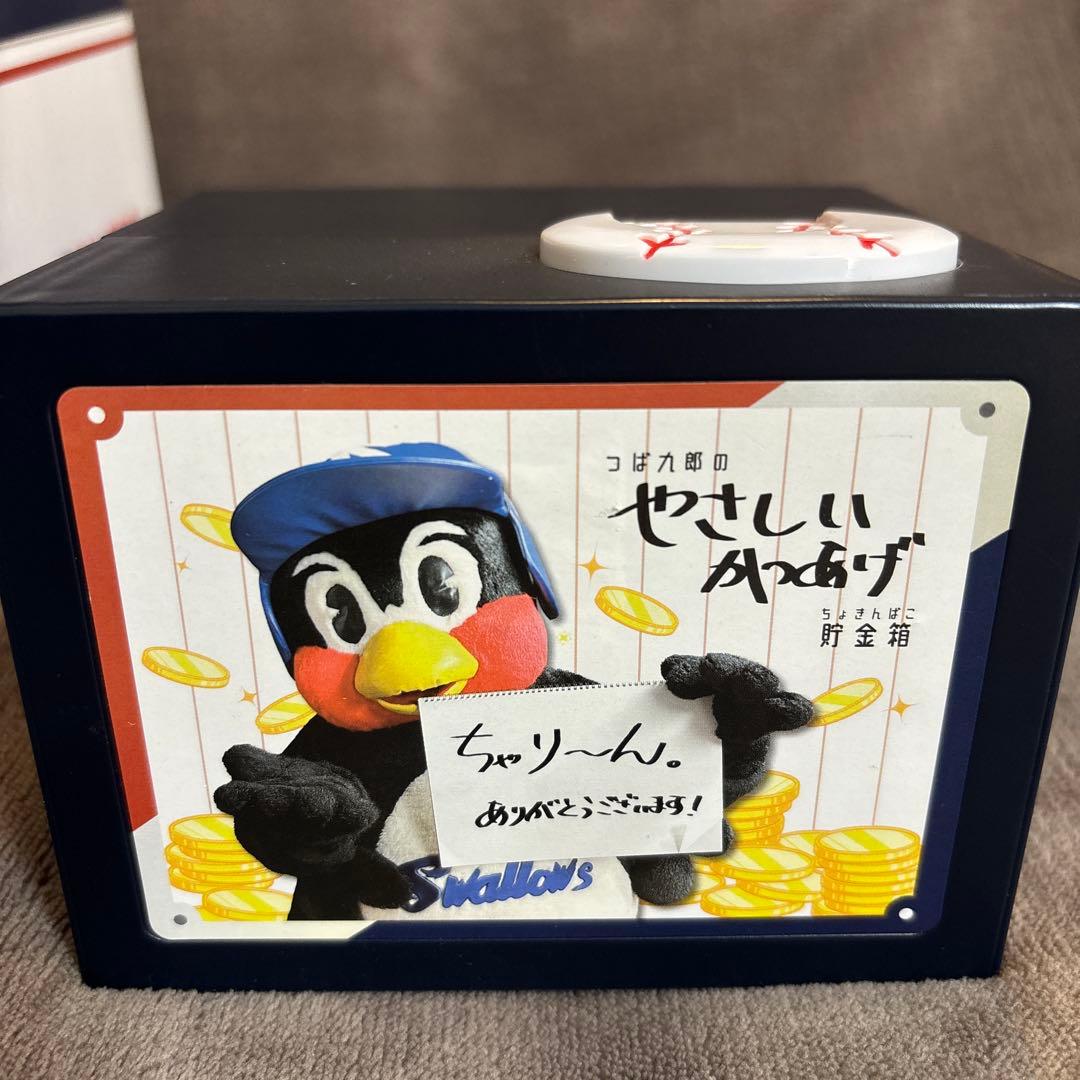 つば九郎の
やさしい
かつあげ
ちょきんばこ
貯金箱
ちゃり〜ん。
ありがとうございます!
Swallows